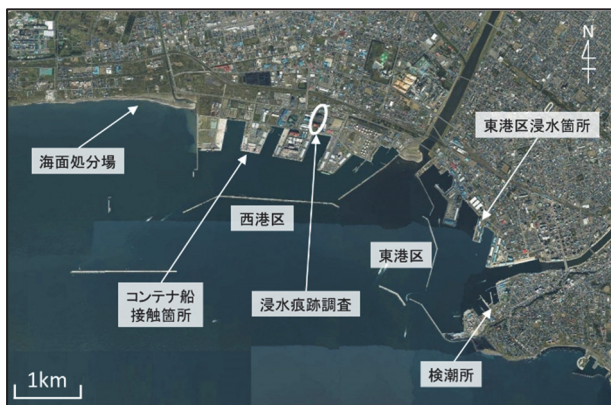 N
東港区浸水箇所
海面処分場
西港区
東港区
コンテナ船
接触箇所
浸水痕跡調査
検潮所
1km